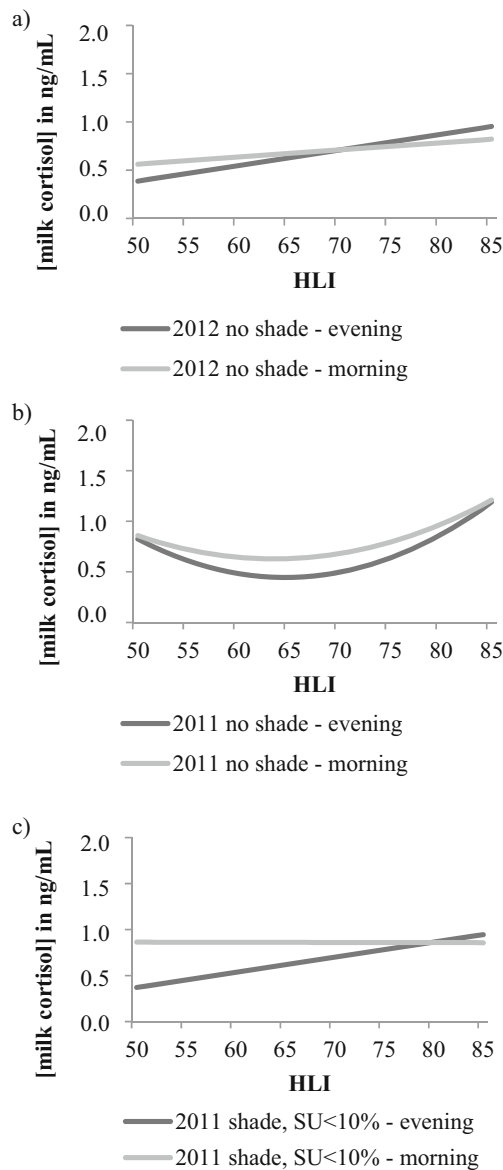 a)
[milk cortisol] in ng/mL
2.0
1.5
1.0
0.5
0.0
50 55 60 65 70 75 80 85
HLI
2012 no shade - evening
2012 no shade - morning
b)
[milk cortisol] in ng/mL
2.0
1.5
1.0
0.5
0.0
50 55 60 65 70 75 80 85
HLI
2011 no shade - evening
2011 no shade - morning
c)
[milk cortisol] in ng/mL
2.0
1.5
1.0
0.5
0.0
50 55 60 65 70 75 80 85
HLI
2011 shade, SU<10% - evening
2011 shade, SU<10% - morning